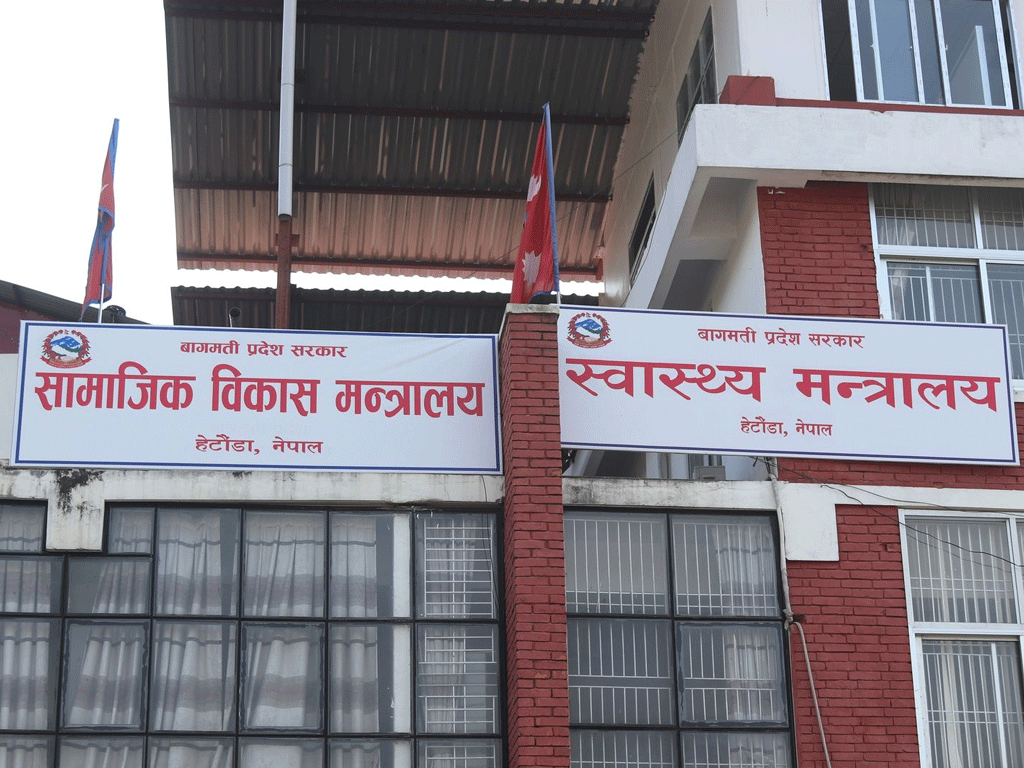 बागमती प्रदेश सरकार
सामाजिक विकास मन्त्रालय
हेटौंडा, नेपाल
बागमती प्रदेश सरकार
स्वास्थ्य मन्त्रालय
हेटौंडा, नेपाल